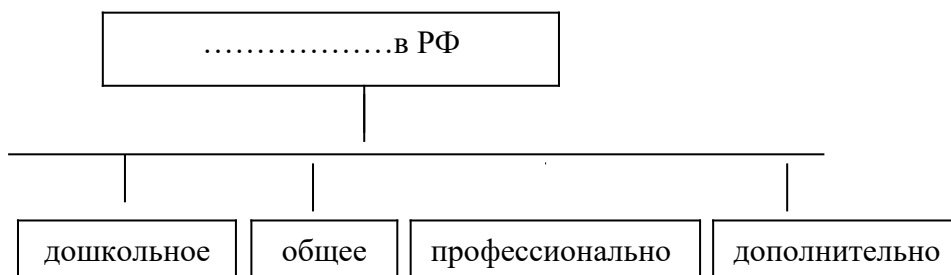 ………………в РФ
дошкольное общее профессионально дополнительно